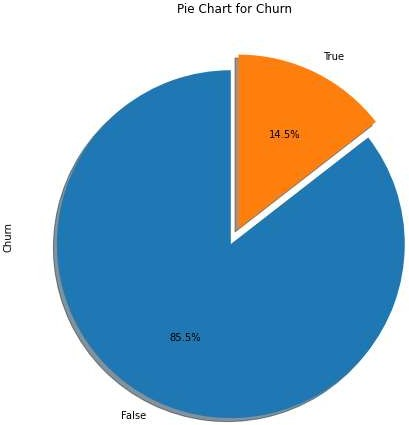 Pie Chart for Churn
True
14.5%
Churn
85.5%
False